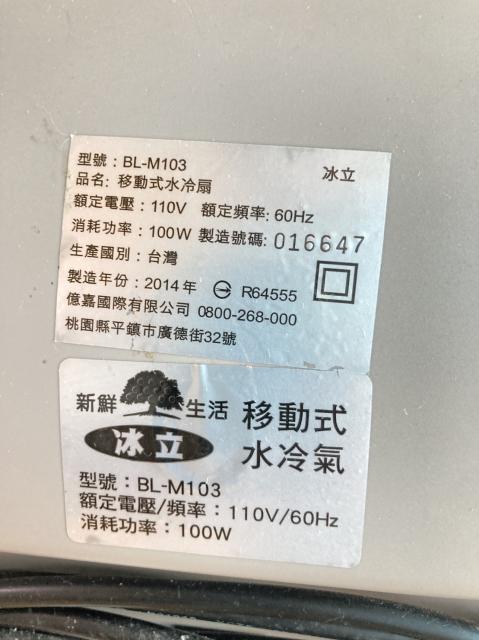 型號：BL-M103 冰立
品名: 移動式水冷扇
額定電壓：110V 額定頻率: 60Hz
消耗功率：100W 製造號碼: 016647
生產國別：台灣
製造年份：2014年 R64555
億嘉國際有限公司 0800-268-000
桃園縣平鎮市廣德街32號
新鮮 生活 移動式
冰立 水冷氣
型號：BL-M103
額定電壓/頻率：110V/60Hz
消耗功率：100W